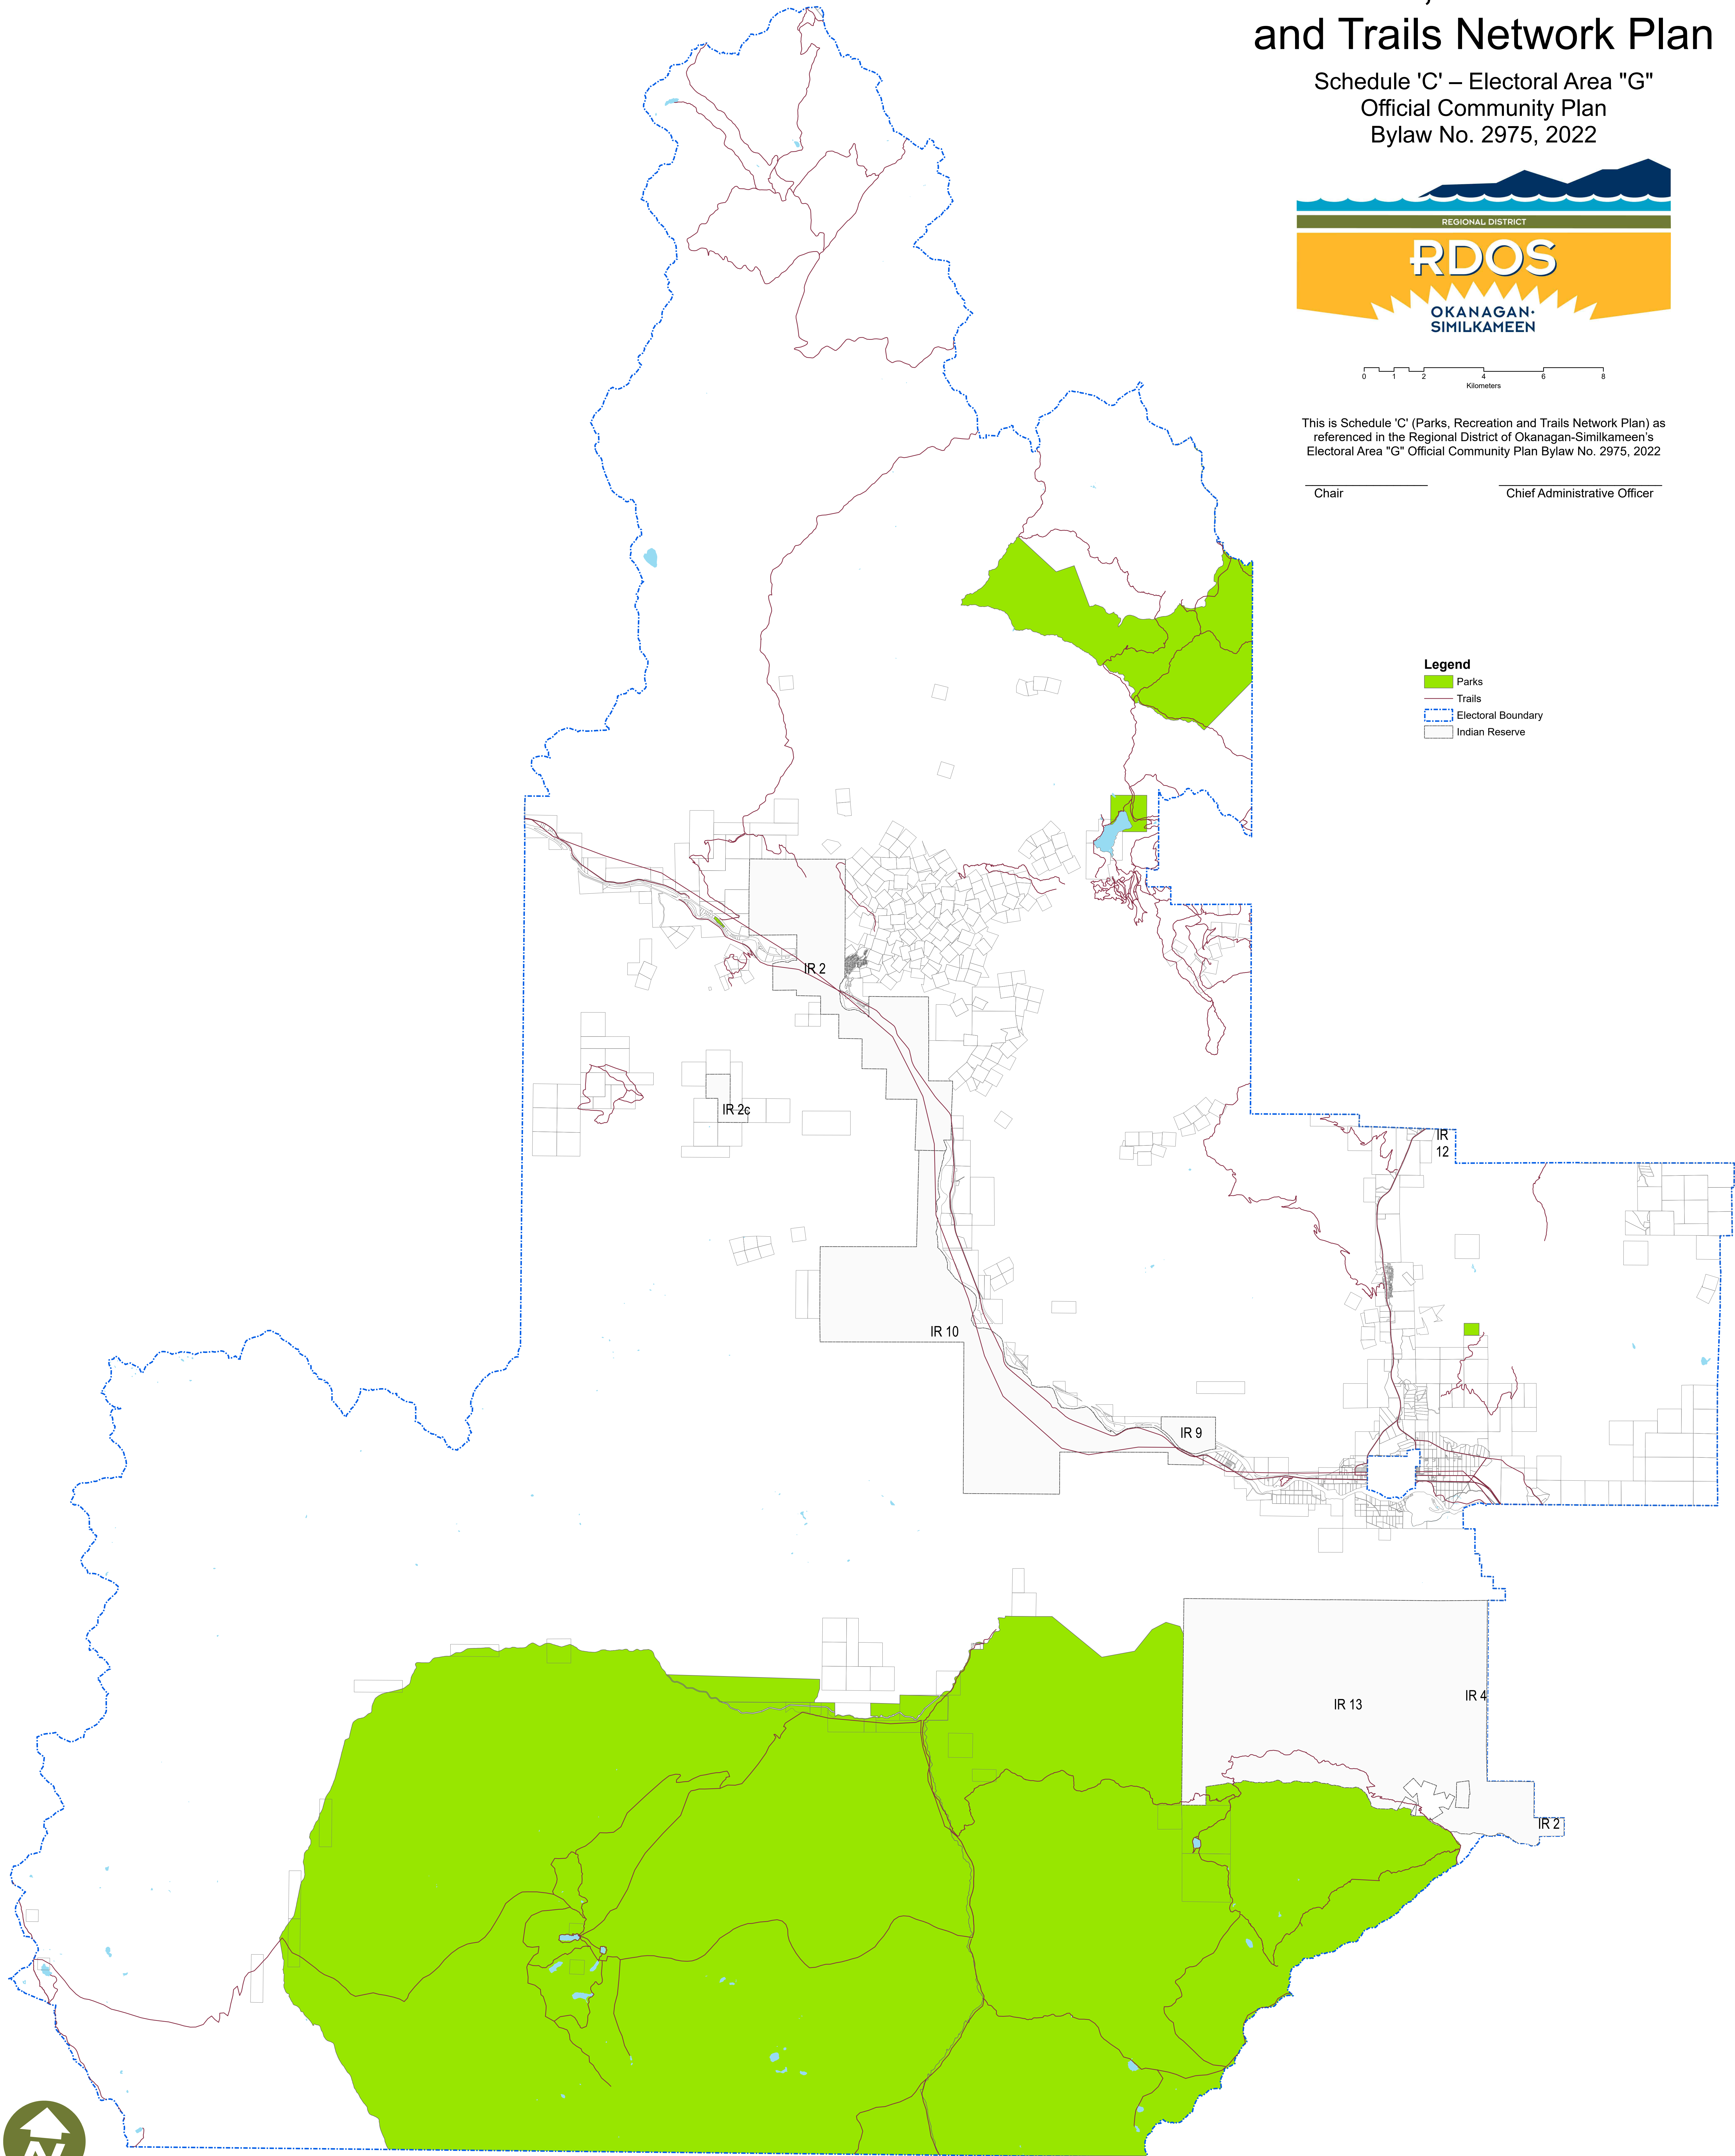 and Trails Network Plan
Schedule 'C' – Electoral Area "G"
Official Community Plan
Bylaw No. 2975, 2022
REGIONAL DISTRICT
RDOS
OKANAGAN·
SIMILKAMEEN
0 1 2 4 6 8
Kilometers
This is Schedule 'C' (Parks, Recreation and Trails Network Plan) as
referenced in the Regional District of Okanagan-Similkameen's
Electoral Area "G" Official Community Plan Bylaw No. 2975, 2022
Chair Chief Administrative Officer
Legend
Parks
Trails
Electoral Boundary
Indian Reserve
IR 2
IR 2c
IR
12
IR 10
IR 9
IR 4
IR 13
IR 2
N